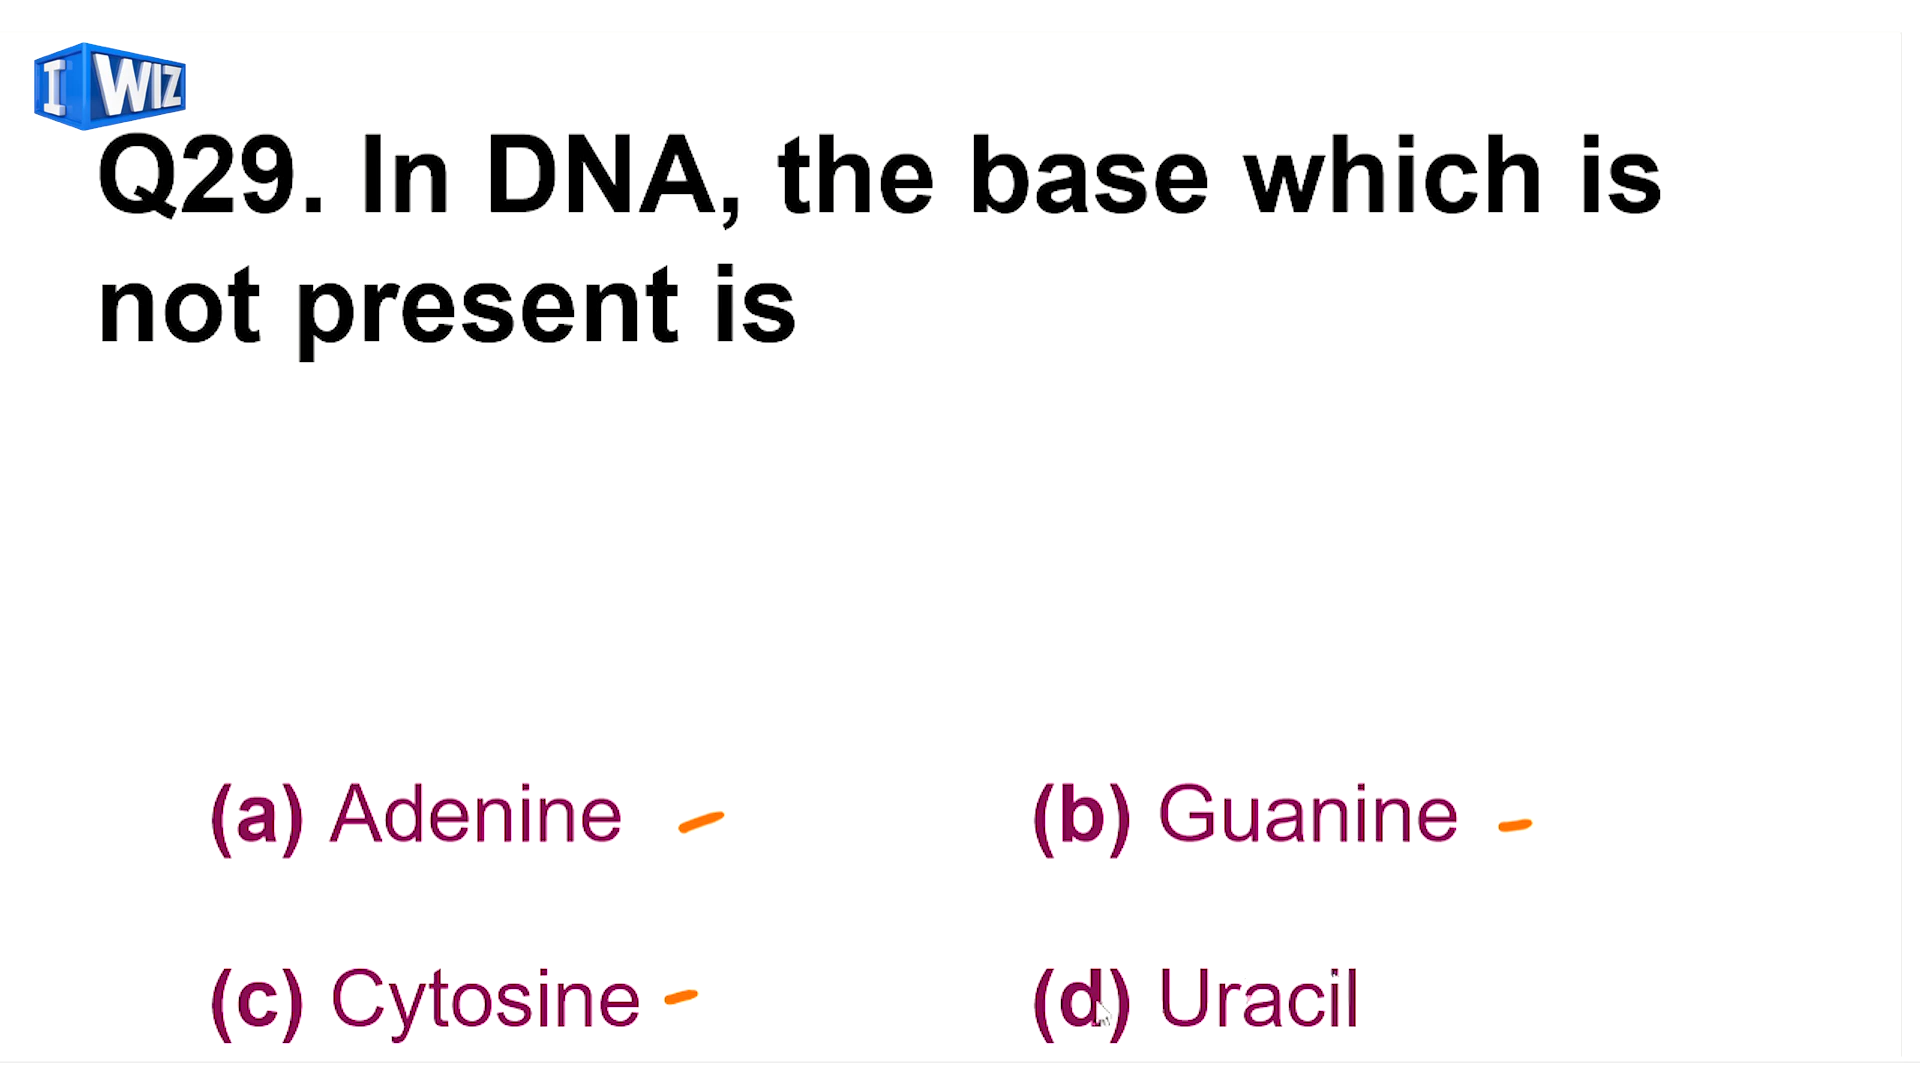 I WIZ
Q29. In DNA, the base which is
not present is
(a) Adenine
(b) Guanine
(c) Cytosine
(d) Uracil